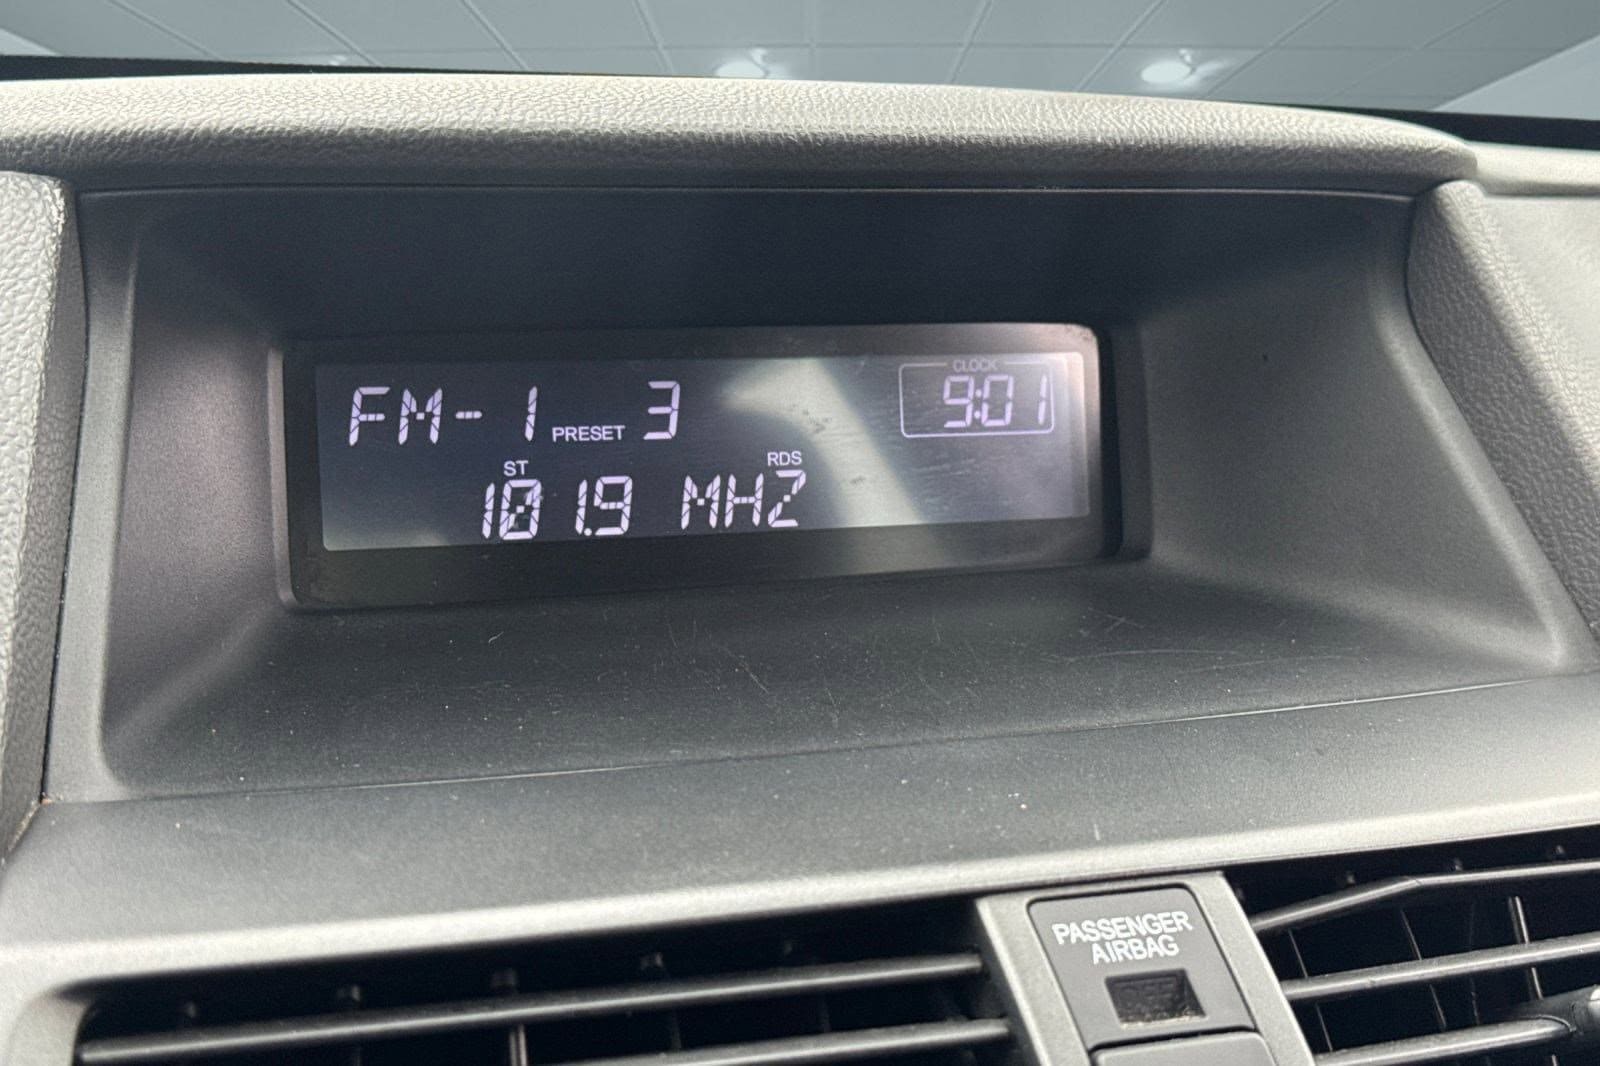 FM-1 PRESET 3
CLOCK
9:01
ST RDS
101.9 MHZ
PASSENGER
AIRBAG